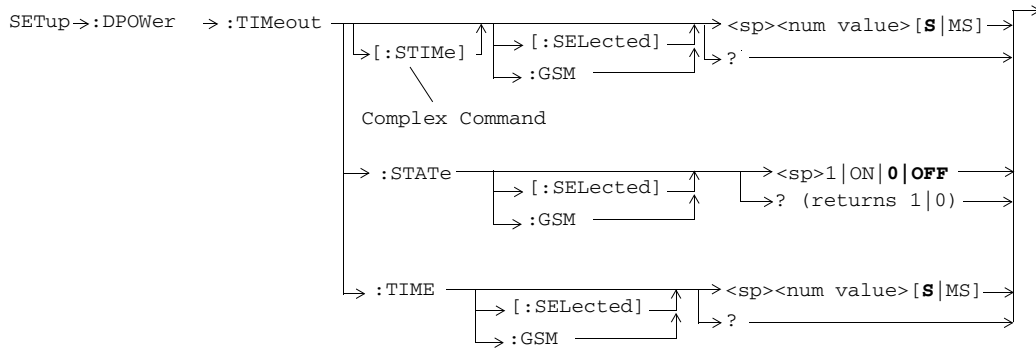 SETup :DPOWer :TIMeout <sp><num value>[S|MS]
[:STIMe] [:SELected] ?
:GSM
Complex Command
:STATe <sp>1|ON|0|OFF
[:SELected] ? (returns 1|0)
:GSM
:TIME <sp><num value>[S|MS]
[:SELected] ?
:GSM